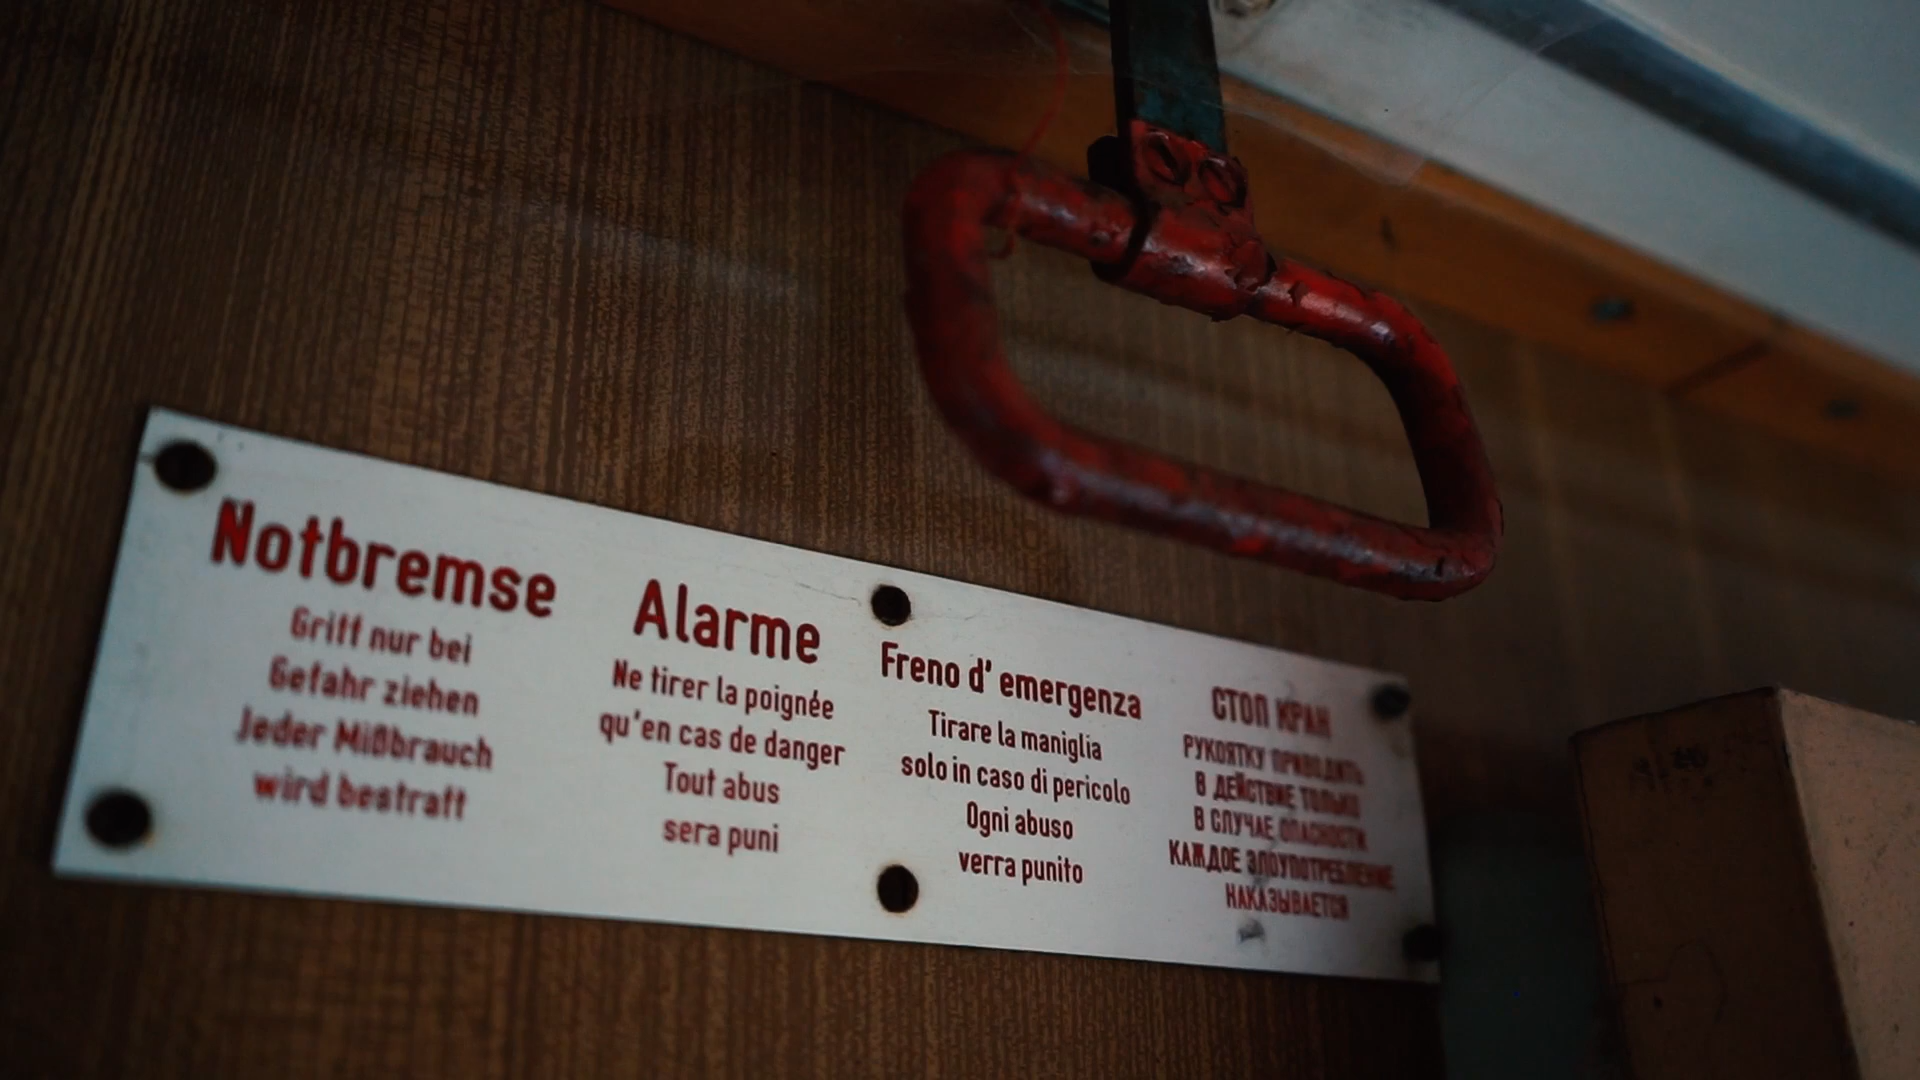 Notbremse
Griff nur bei
Gefahr ziehen
Jeder Mißbrauch
wird bestraft
Alarme
Ne tirer la poignée
qu'en cas de danger
Tout abus
sera puni
Freno d' emergenza
Tirare la maniglia
solo in caso di pericolo
Ogni abuso
verra punito
СТОП КРАН
РУКОЯТКУ ПРИВОДИТЬ
В ДЕЙСТВИЕ ТОЛЬКО
В СЛУЧАЕ ОПАСНОСТИ
КАЖДОЕ ЗЛОУПОТРЕБЛЕНИЕ
НАКАЗЫВАЕТСЯ